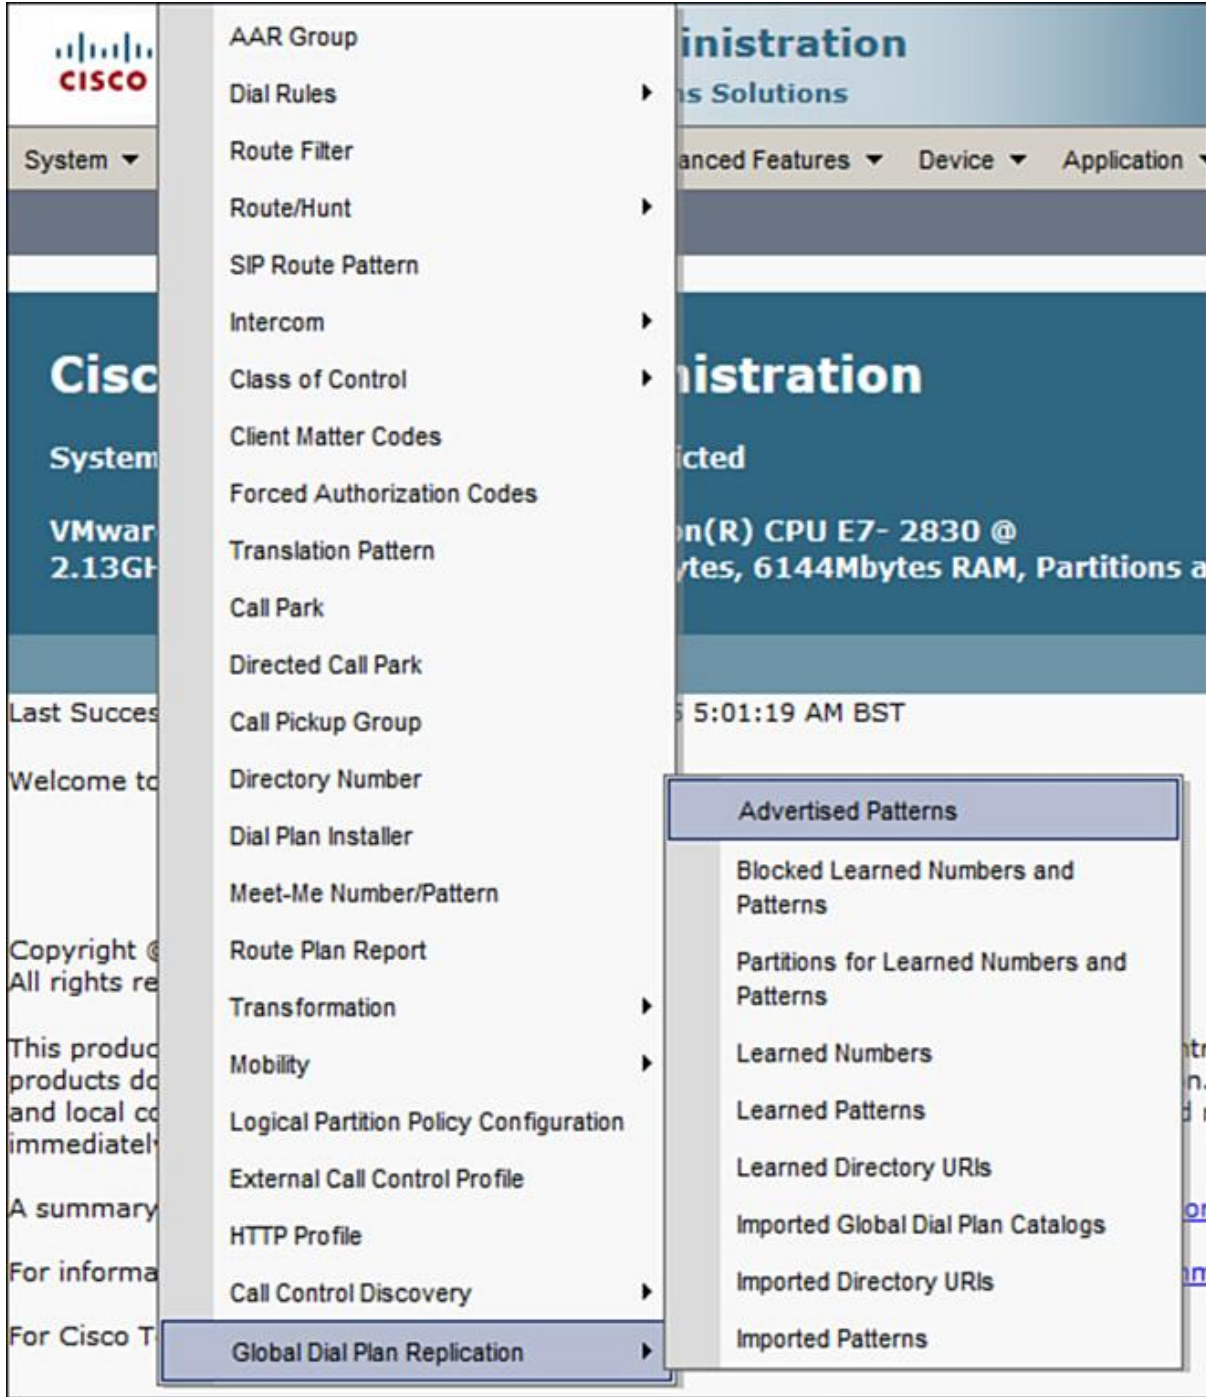 CISCO
inistration
ns Solutions
System
anced Features
Device
Application
AAR Group
Dial Rules
Route Filter
Route/Hunt
SIP Route Pattern
Intercom
Class of Control
Client Matter Codes
Forced Authorization Codes
Translation Pattern
Call Park
Directed Call Park
Call Pickup Group
Directory Number
Dial Plan Installer
Meet-Me Number/Pattern
Route Plan Report
Transformation
Mobility
Logical Partition Policy Configuration
External Call Control Profile
HTTP Profile
Call Control Discovery
Global Dial Plan Replication
Advertised Patterns
Blocked Learned Numbers and
Patterns
Partitions for Learned Numbers and
Patterns
Learned Numbers
Learned Patterns
Learned Directory URIs
Imported Global Dial Plan Catalogs
Imported Directory URIs
Imported Patterns
Cisc
nistration
System
icted
VMwar
on(R) CPU E7- 2830 @
2.13GH
ytes, 6144Mbytes RAM, Partitions a
Last Succes
5:01:19 AM BST
Welcome to
Copyright ©
All rights re
This produc
products do
and local co
immediately
A summary
For informa
For Cisco T